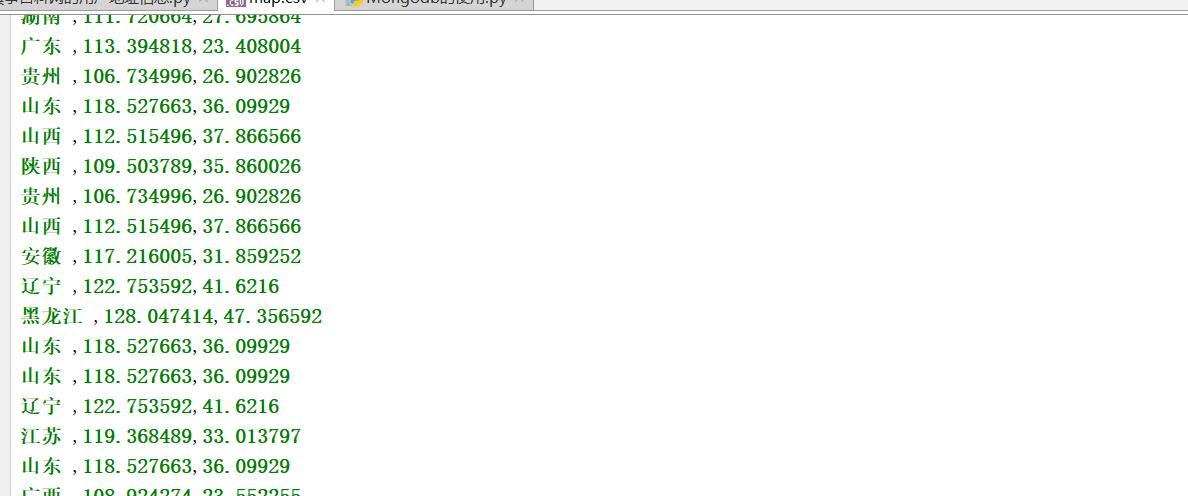 的用户地址信息.py map.csv Mongodb的使用.py
湖南 ,111.720664,27.695864
广东 ,113.394818,23.408004
贵州 ,106.734996,26.902826
山东 ,118.527663,36.09929
山西 ,112.515496,37.866566
陕西 ,109.503789,35.860026
贵州 ,106.734996,26.902826
山西 ,112.515496,37.866566
安徽 ,117.216005,31.859252
辽宁 ,122.753592,41.6216
黑龙江 ,128.047414,47.356592
山东 ,118.527663,36.09929
山东 ,118.527663,36.09929
辽宁 ,122.753592,41.6216
江苏 ,119.368489,33.013797
山东 ,118.527663,36.09929
广西 ,108.924274,23.552255